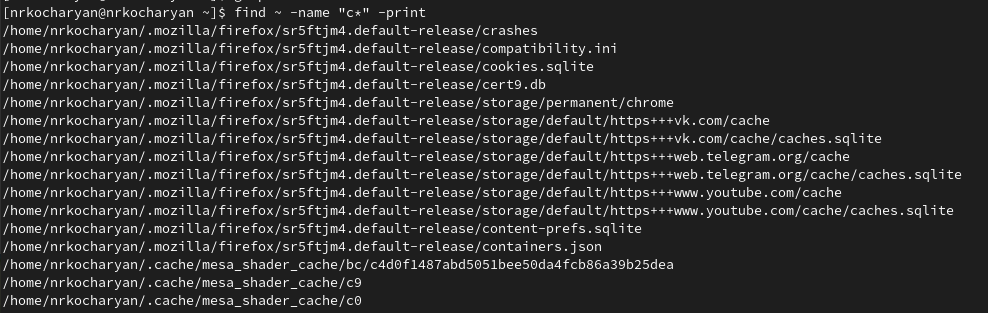 [nrkocharyan@nrkocharyan ~]$ find ~ -name "c*" -print
/home/nrkocharyan/.mozilla/firefox/sr5ftjm4.default-release/crashes
/home/nrkocharyan/.mozilla/firefox/sr5ftjm4.default-release/compatibility.ini
/home/nrkocharyan/.mozilla/firefox/sr5ftjm4.default-release/cookies.sqlite
/home/nrkocharyan/.mozilla/firefox/sr5ftjm4.default-release/cert9.db
/home/nrkocharyan/.mozilla/firefox/sr5ftjm4.default-release/storage/permanent/chrome
/home/nrkocharyan/.mozilla/firefox/sr5ftjm4.default-release/storage/default/https+++vk.com/cache
/home/nrkocharyan/.mozilla/firefox/sr5ftjm4.default-release/storage/default/https+++vk.com/cache/caches.sqlite
/home/nrkocharyan/.mozilla/firefox/sr5ftjm4.default-release/storage/default/https+++web.telegram.org/cache
/home/nrkocharyan/.mozilla/firefox/sr5ftjm4.default-release/storage/default/https+++web.telegram.org/cache/caches.sqlite
/home/nrkocharyan/.mozilla/firefox/sr5ftjm4.default-release/storage/default/https+++www.youtube.com/cache
/home/nrkocharyan/.mozilla/firefox/sr5ftjm4.default-release/storage/default/https+++www.youtube.com/cache/caches.sqlite
/home/nrkocharyan/.mozilla/firefox/sr5ftjm4.default-release/content-prefs.sqlite
/home/nrkocharyan/.mozilla/firefox/sr5ftjm4.default-release/containers.json
/home/nrkocharyan/.cache/mesa_shader_cache/bc/c4d0f1487abd5051bee50da4fcb86a39b25dea
/home/nrkocharyan/.cache/mesa_shader_cache/c9
/home/nrkocharyan/.cache/mesa_shader_cache/c0